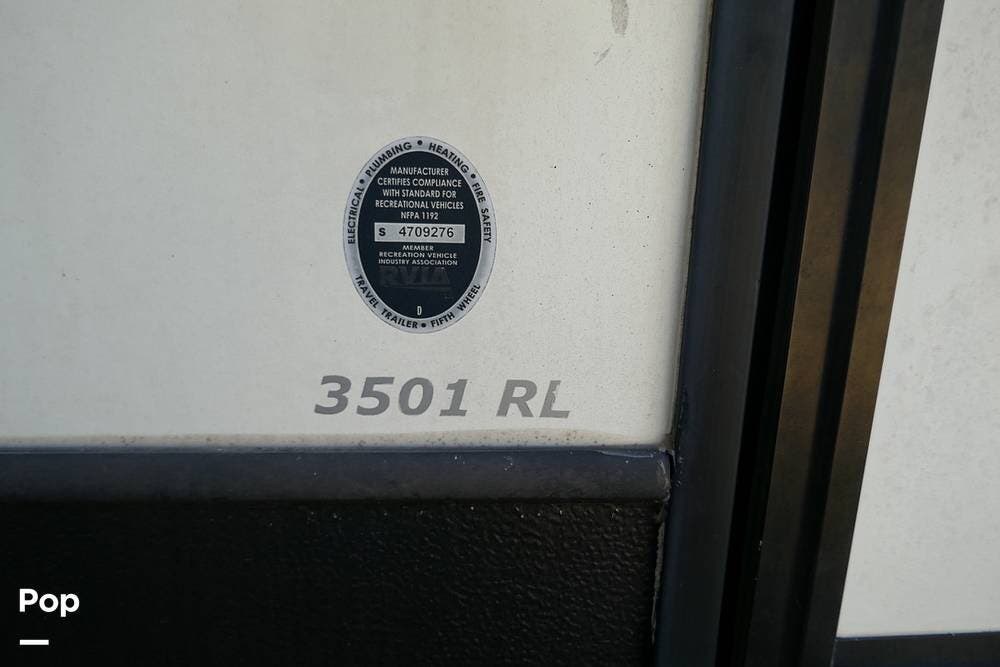 ELECTRICAL • PLUMBING • HEATING • FIRE SAFETY
MANUFACTURER
CERTIFIES COMPLIANCE
WITH STANDARD FOR
RECREATIONAL VEHICLES
NFPA 1192
S 4709276
MEMBER
RECREATION VEHICLE
INDUSTRY ASSOCIATION
RVIA
D
TRAVEL TRAILER • FIFTH WHEEL
3501 RL
Pop